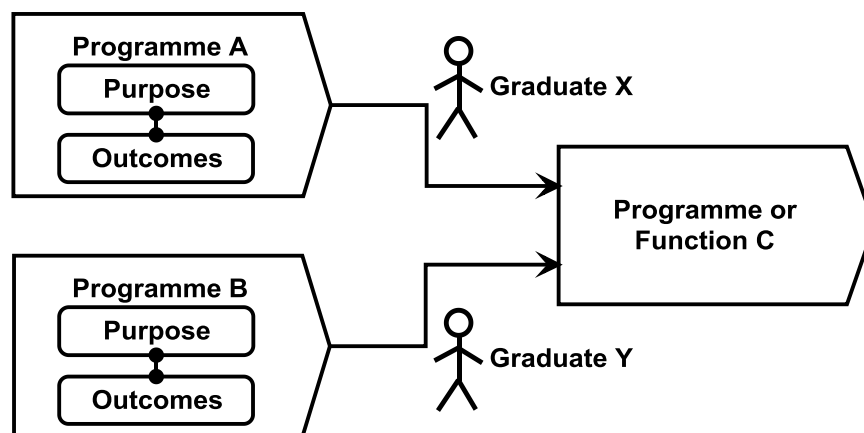 Programme A
Purpose
Outcomes
Graduate X
Programme or
Function C
Programme B
Purpose
Outcomes
Graduate Y